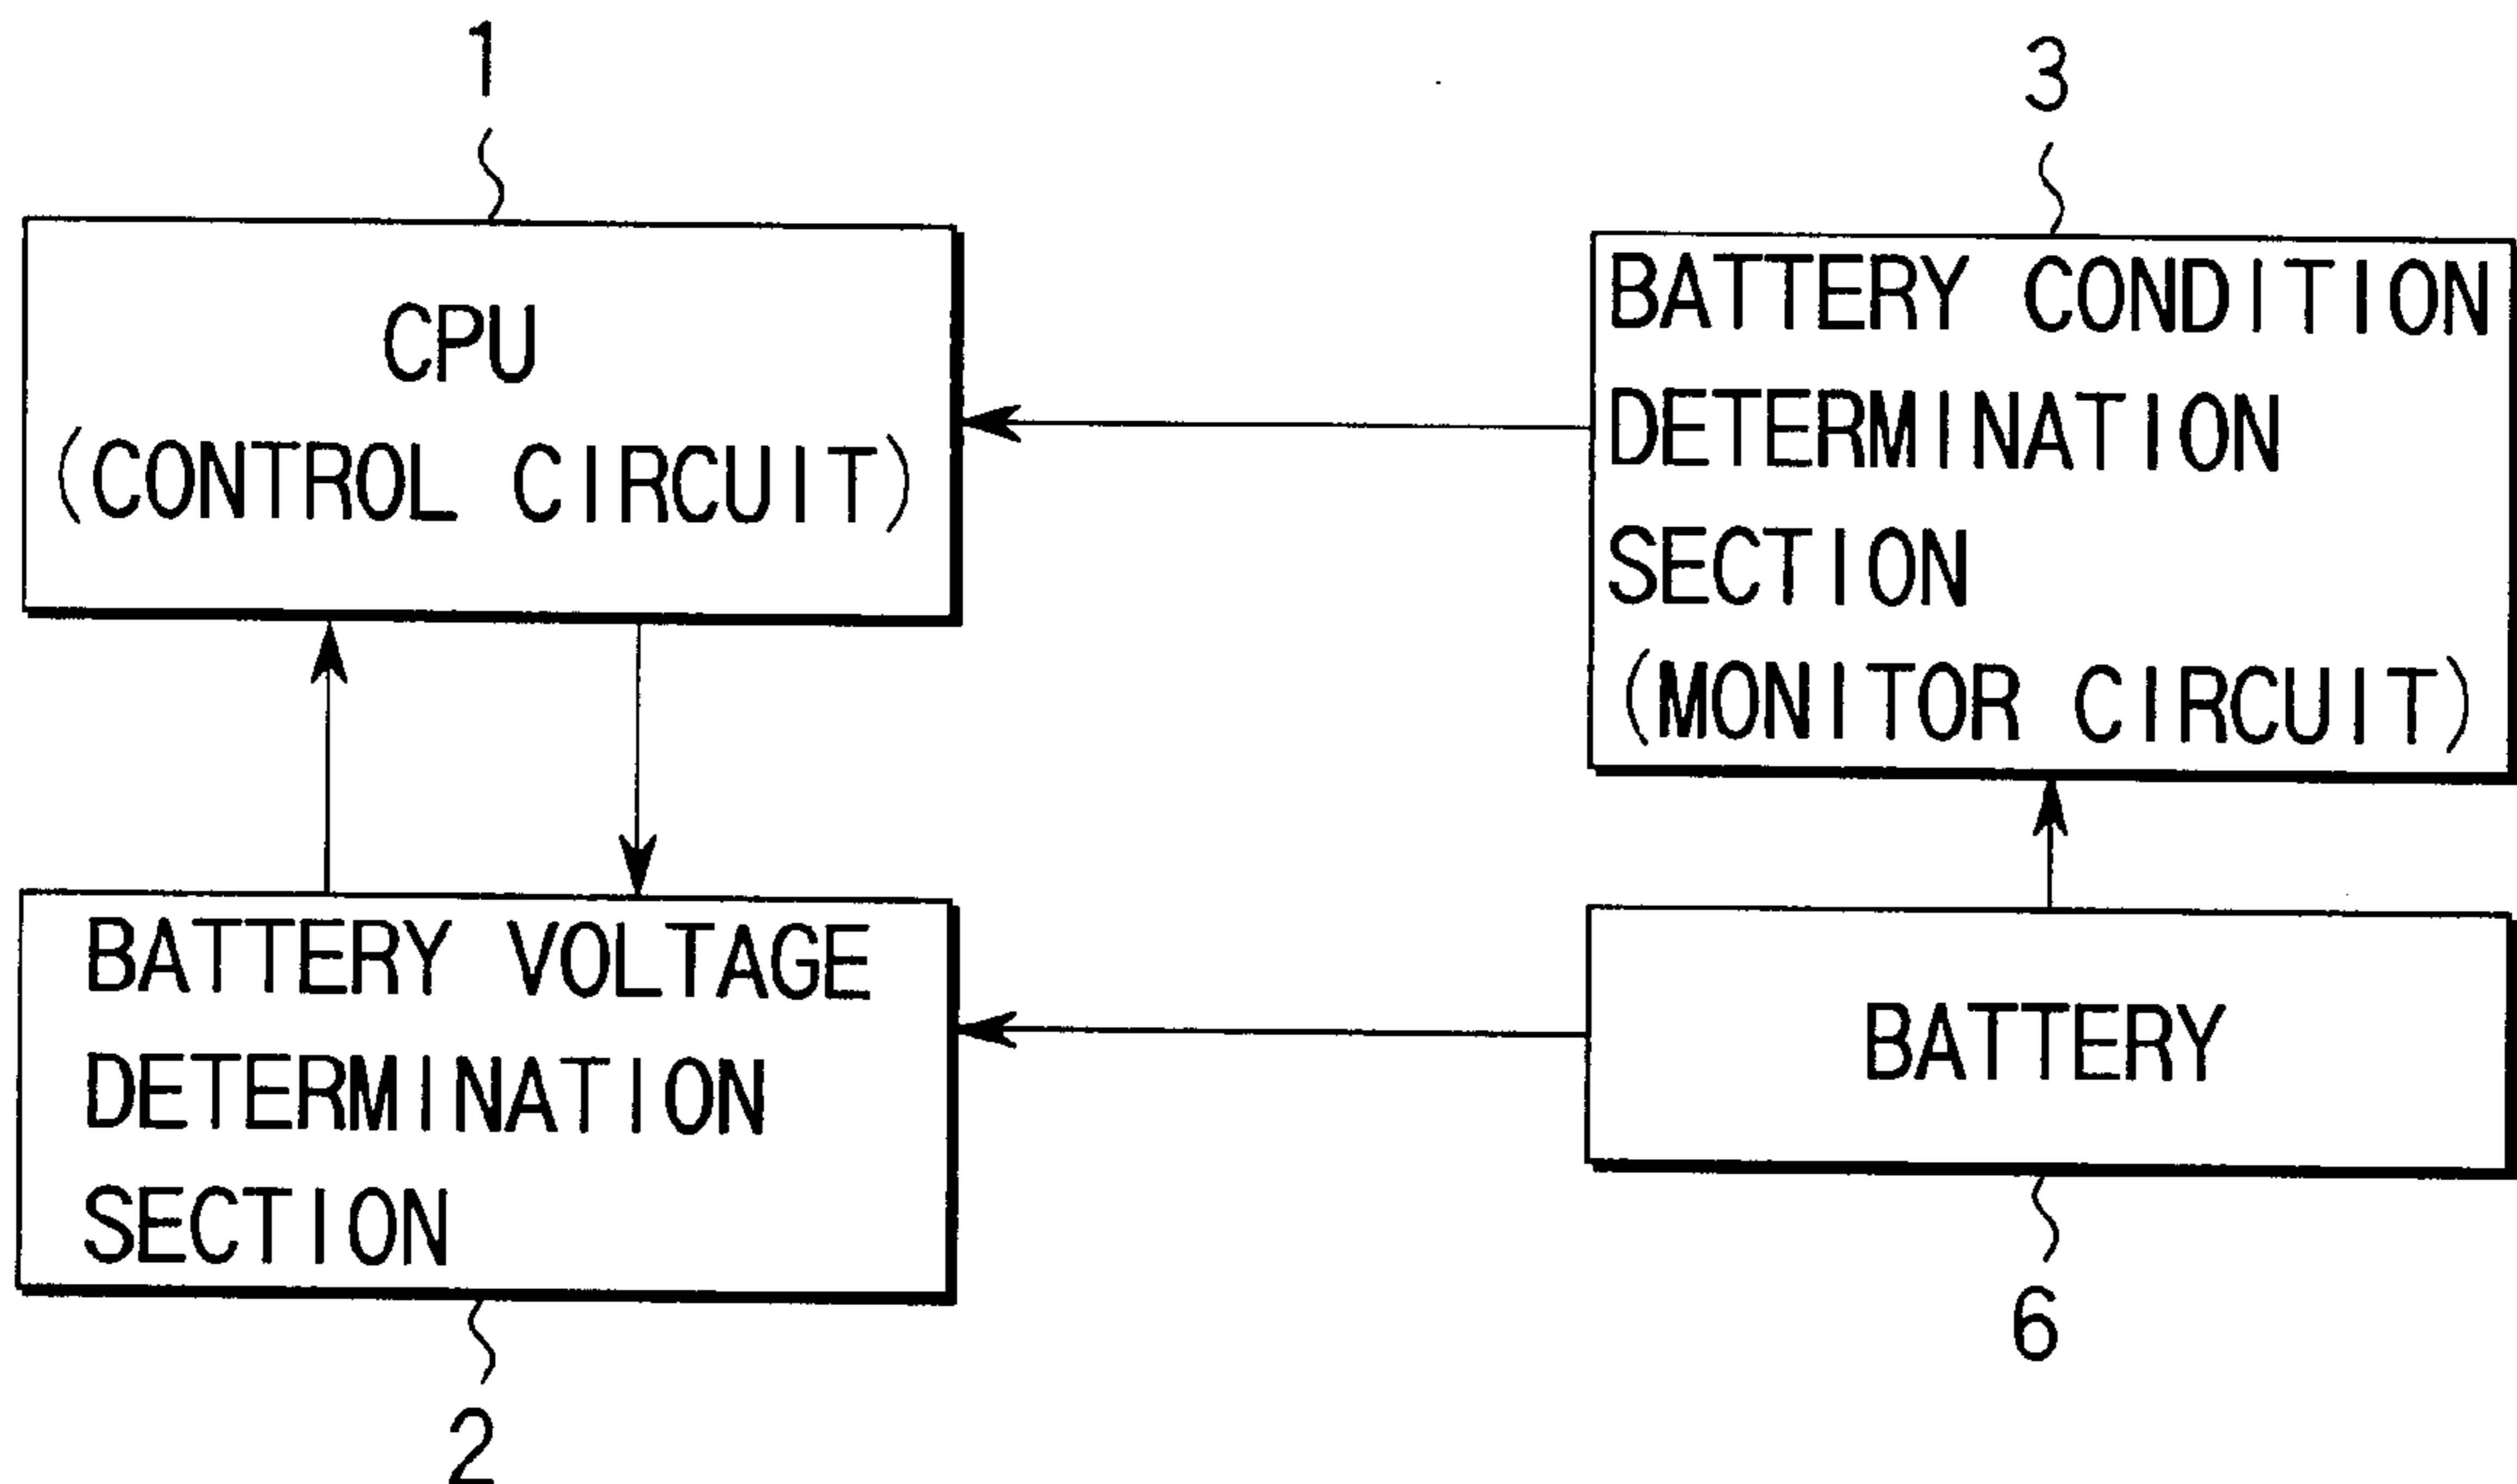 1
CPU
(CONTROL CIRCUIT)
3
BATTERY CONDITION
DETERMINATION
SECTION
(MONITOR CIRCUIT)
BATTERY VOLTAGE
DETERMINATION
SECTION
2
BATTERY
6